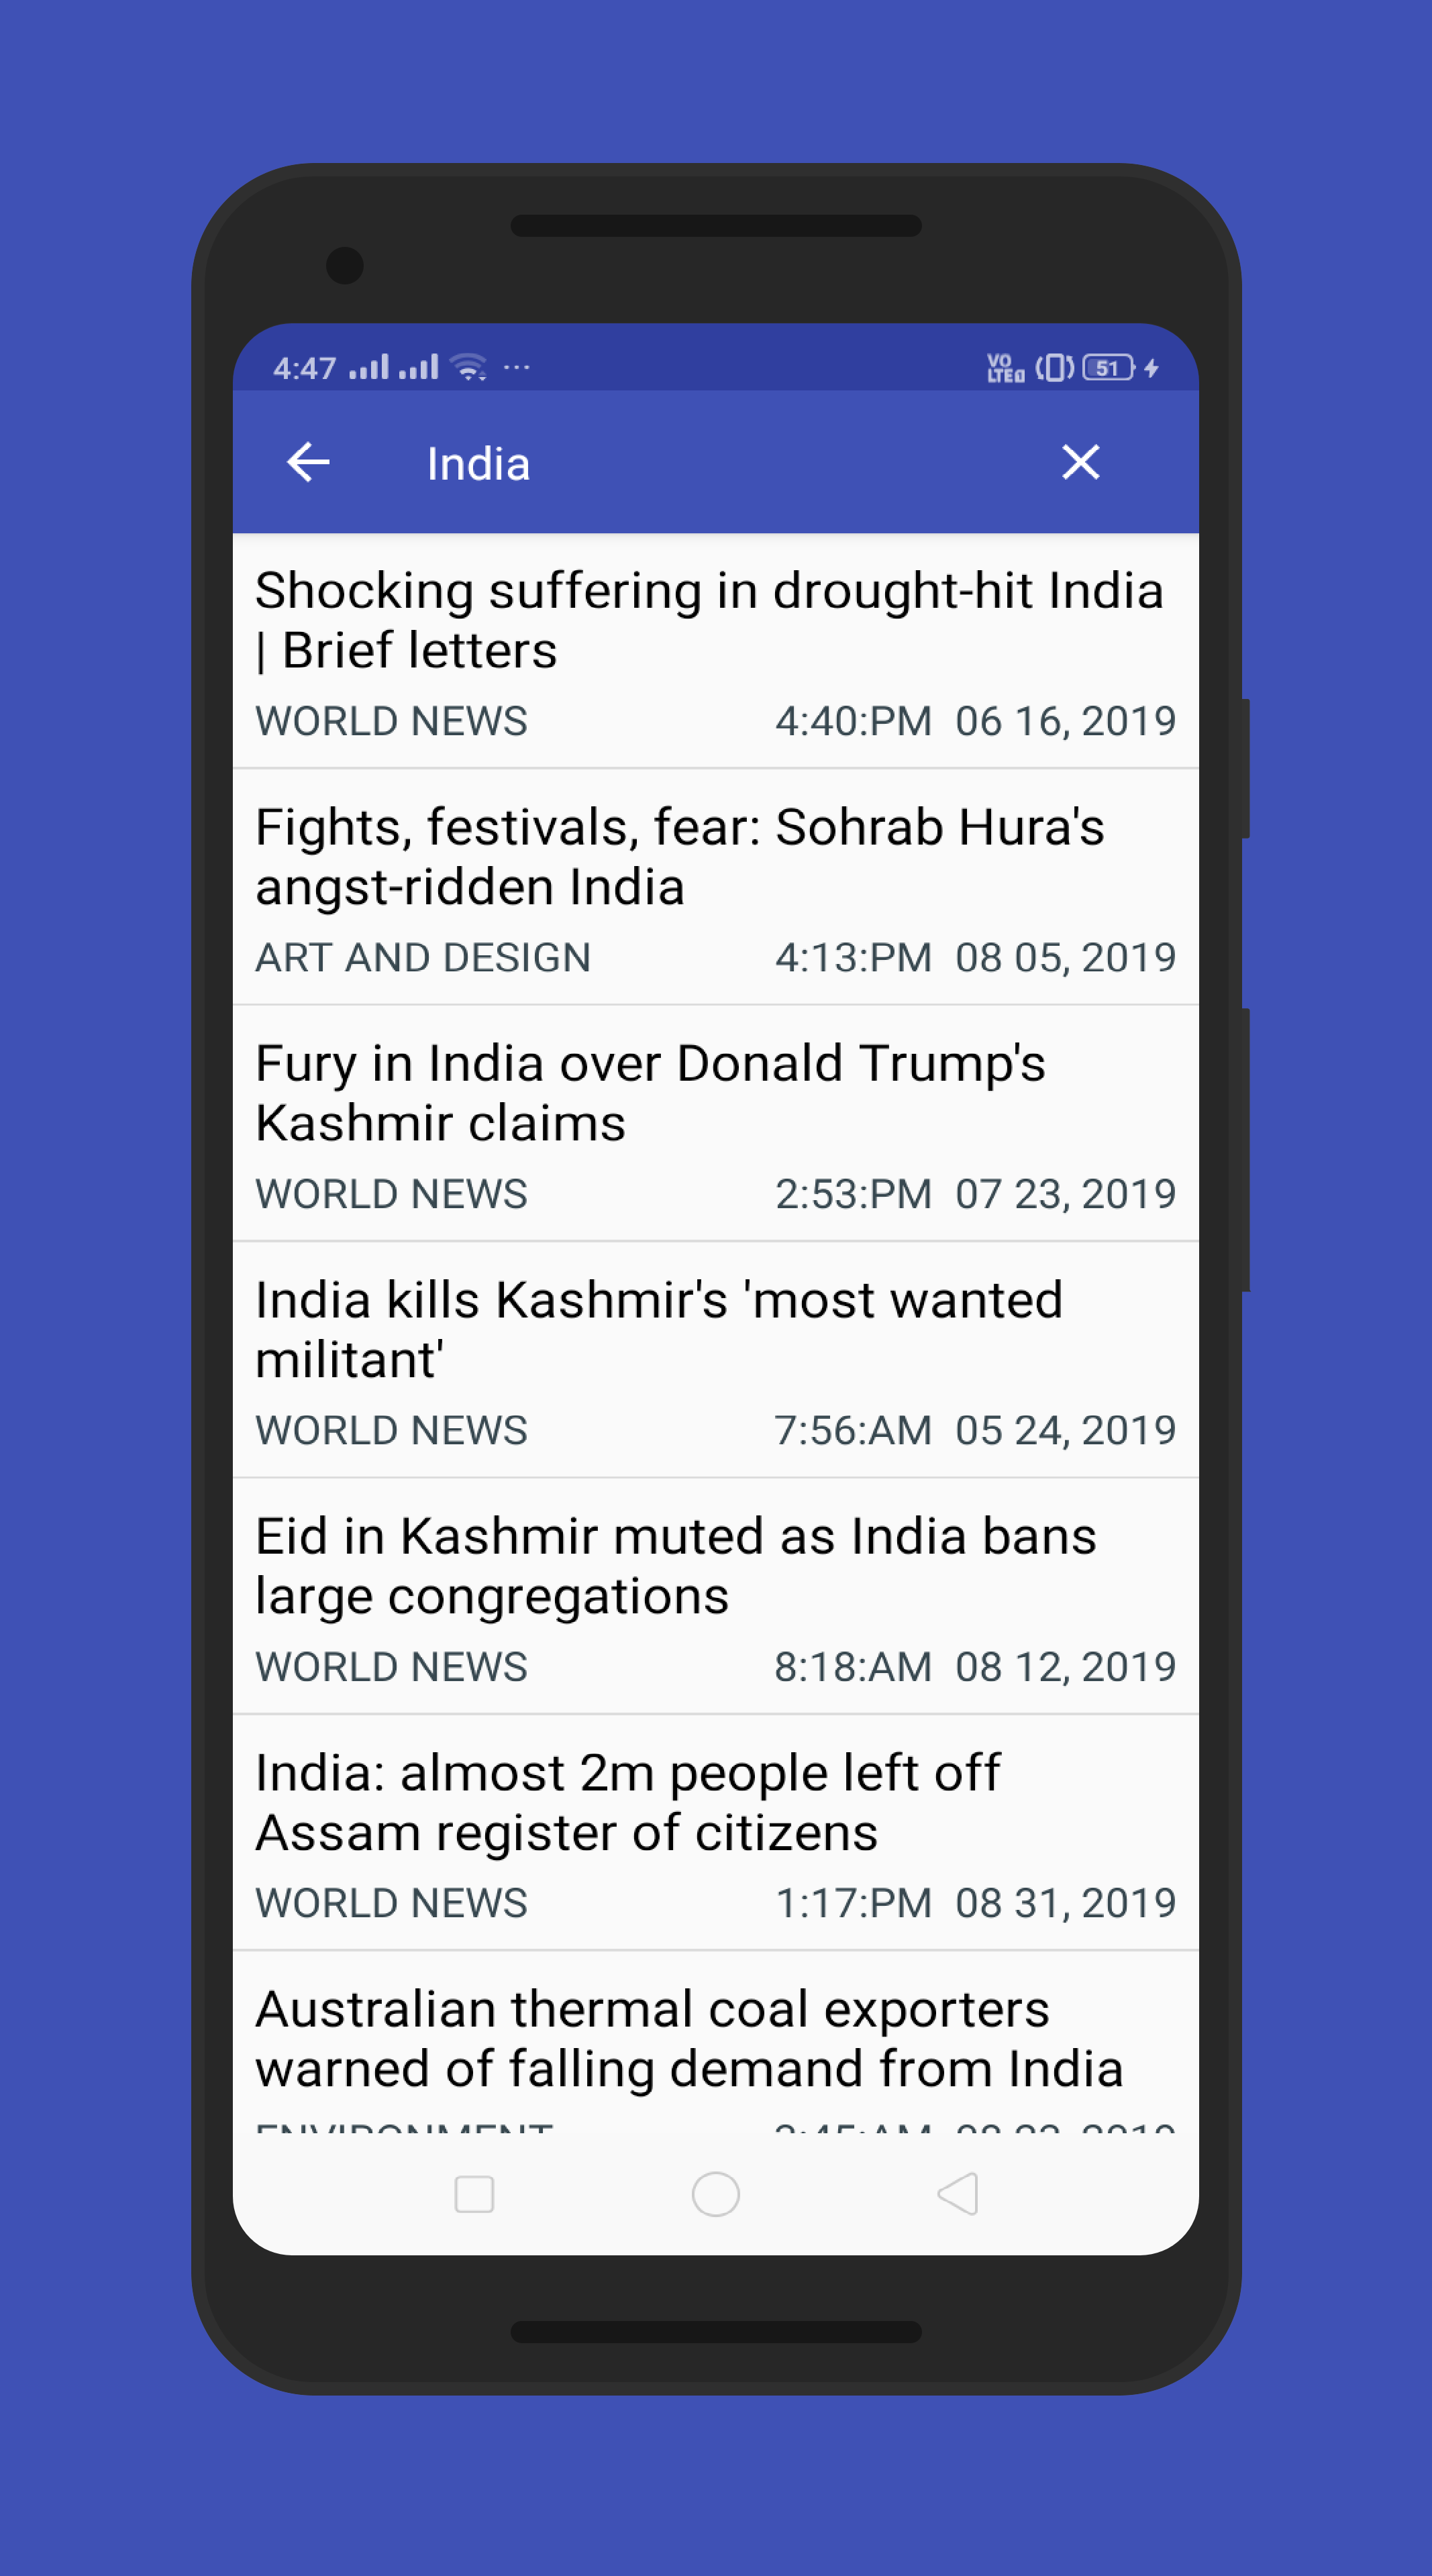 4:47 ... VO LTE 51
India
Shocking suffering in drought-hit India
| Brief letters
WORLD NEWS 4:40:PM 06 16, 2019
Fights, festivals, fear: Sohrab Hura's
angst-ridden India
ART AND DESIGN 4:13:PM 08 05, 2019
Fury in India over Donald Trump's
Kashmir claims
WORLD NEWS 2:53:PM 07 23, 2019
India kills Kashmir's 'most wanted
militant'
WORLD NEWS 7:56:AM 05 24, 2019
Eid in Kashmir muted as India bans
large congregations
WORLD NEWS 8:18:AM 08 12, 2019
India: almost 2m people left off
Assam register of citizens
WORLD NEWS 1:17:PM 08 31, 2019
Australian thermal coal exporters
warned of falling demand from India
ENVIRONMENT